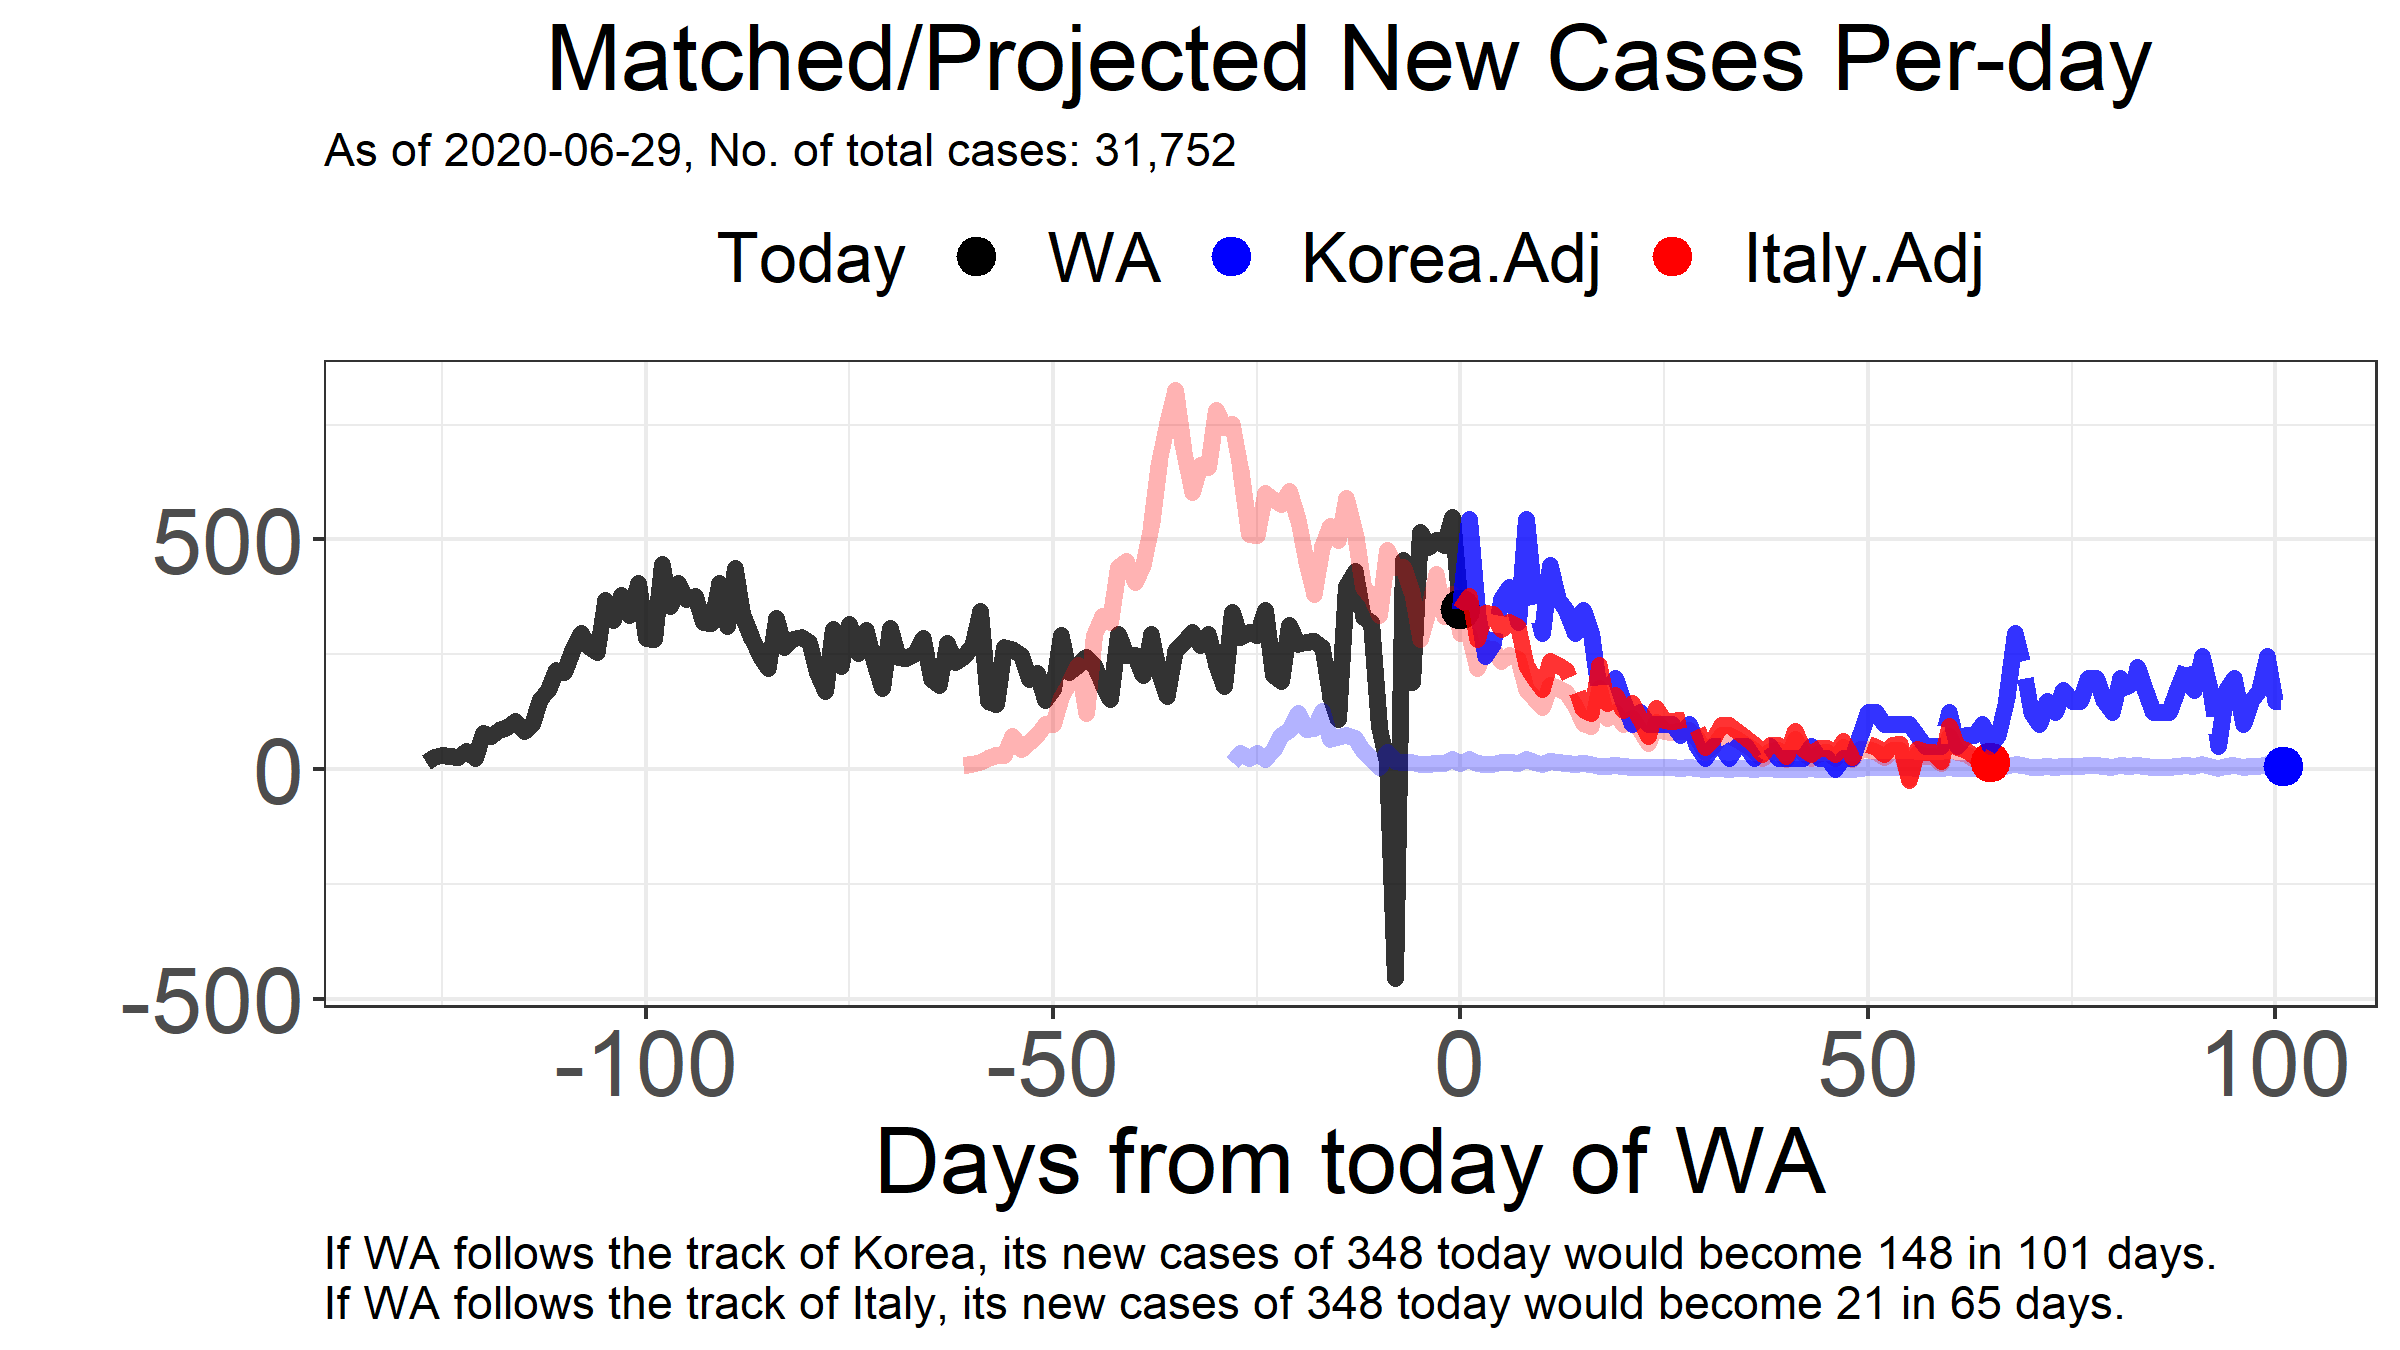 Matched/Projected New Cases Per-day
As of 2020-06-29, No. of total cases: 31,752
Today WA Korea.Adj Italy.Adj
500
0
-500
-100 -50 0 50 100
Days from today of WA
If WA follows the track of Korea, its new cases of 348 today would become 148 in 101 days.
If WA follows the track of Italy, its new cases of 348 today would become 21 in 65 days.